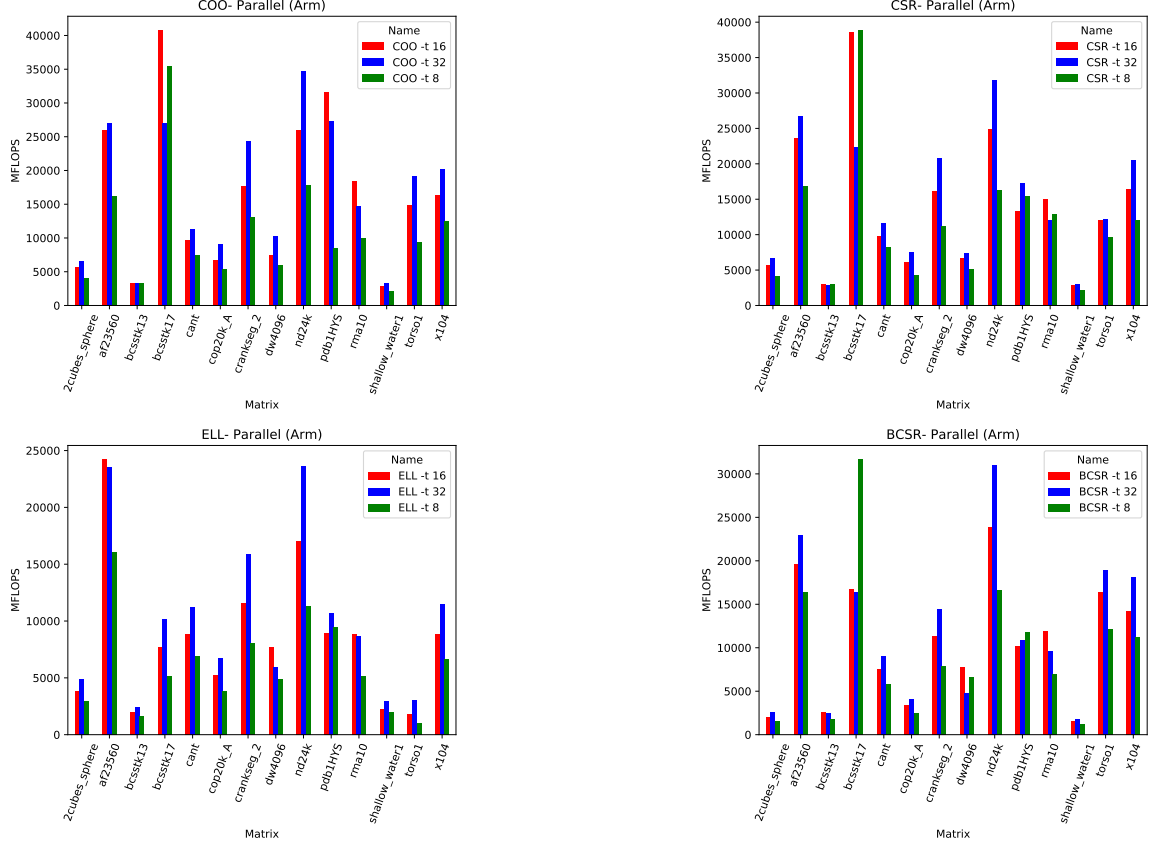 COO- Parallel (Arm)
MFLOPS
40000
35000
30000
25000
20000
15000
10000
5000
0
Name
COO -t 16
COO -t 32
COO -t 8
2cubes_sphere
af23560
bcsstk13
bcsstk17
cant
cop20k_A
crankseg_2
dw4096
nd24k
pdb1HYS
rma10
shallow_water1
torso1
x104
Matrix
CSR- Parallel (Arm)
MFLOPS
40000
35000
30000
25000
20000
15000
10000
5000
0
Name
CSR -t 16
CSR -t 32
CSR -t 8
2cubes_sphere
af23560
bcsstk13
bcsstk17
cant
cop20k_A
crankseg_2
dw4096
nd24k
pdb1HYS
rma10
shallow_water1
torso1
x104
Matrix
ELL- Parallel (Arm)
MFLOPS
25000
20000
15000
10000
5000
0
Name
ELL -t 16
ELL -t 32
ELL -t 8
2cubes_sphere
af23560
bcsstk13
bcsstk17
cant
cop20k_A
crankseg_2
dw4096
nd24k
pdb1HYS
rma10
shallow_water1
torso1
x104
Matrix
BCSR- Parallel (Arm)
MFLOPS
30000
25000
20000
15000
10000
5000
0
Name
BCSR -t 16
BCSR -t 32
BCSR -t 8
2cubes_sphere
af23560
bcsstk13
bcsstk17
cant
cop20k_A
crankseg_2
dw4096
nd24k
pdb1HYS
rma10
shallow_water1
torso1
x104
Matrix